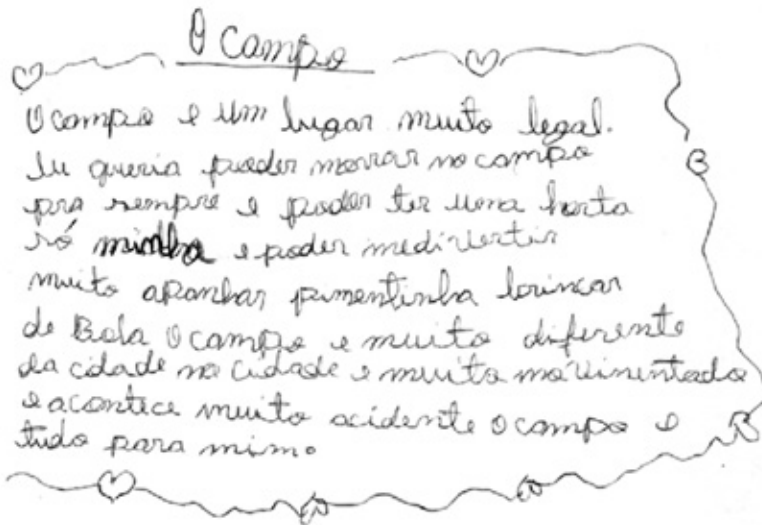 O campo
O campo e um lugar muito legal.
Eu queria poder morrar no campo
pra sempre e poder ter uma horta
só minha e poder medivertir
muito apanhar pimentinha brincar
de Bola O campo e muito diferente
da cidade na cidade e muito movimentado
e acontece muito acidente o campo e
tudo para mim.